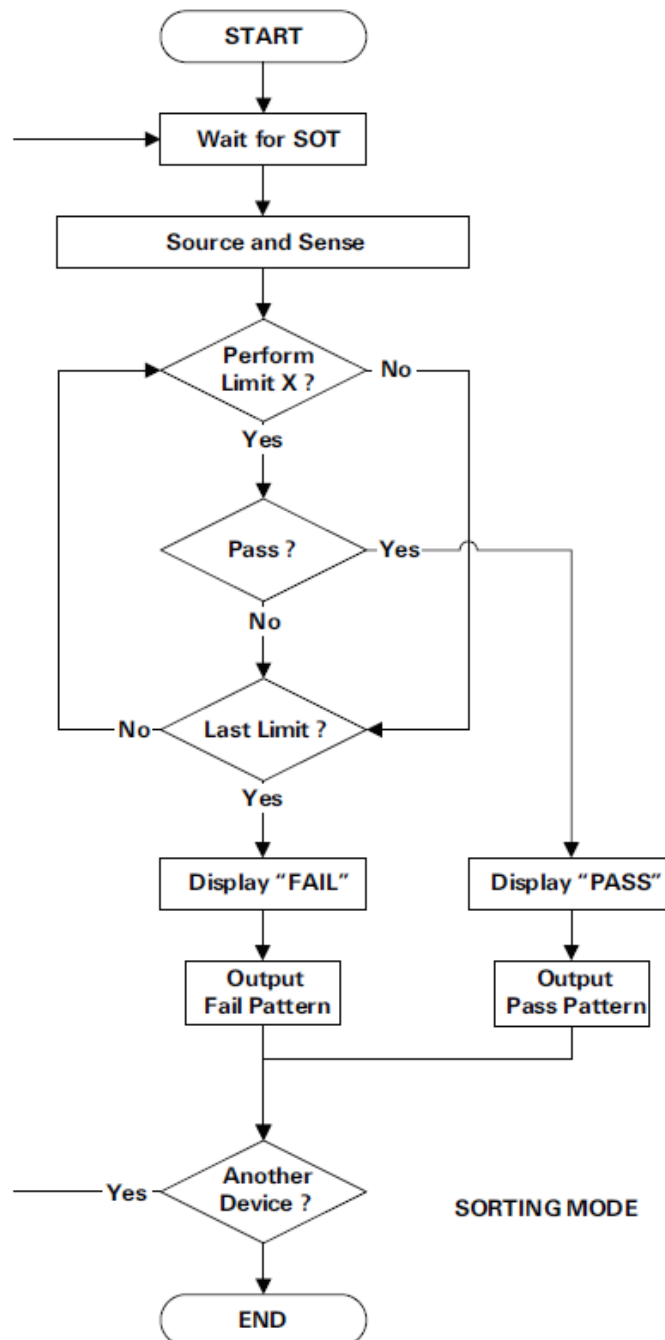 START
Wait for SOT
Source and Sense
Perform
Limit X ?
No
Yes
Pass ?
Yes
No
Last Limit ?
No
Yes
Display “FAIL”
Display “PASS”
Output
Fail Pattern
Output
Pass Pattern
Another
Device ?
Yes
SORTING MODE
END